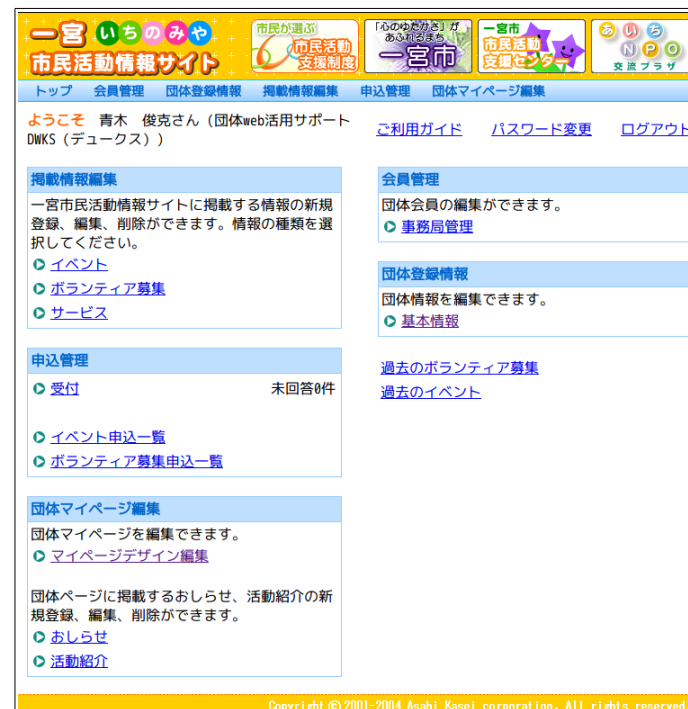 一宮 いちのみや
市民活動情報サイト
市民が選ぶ
市民活動
支援制度
「心のゆたかさ」が
あふれるまち
一宮市
一宮市
市民活動
支援センター
あいち
NPO
交流プラザ
トップ 会員管理 団体登録情報 掲載情報編集 申込管理 団体マイページ編集
ようこそ 青木 俊克さん（団体web活用サポート
DWKS（デュークス））
ご利用ガイド パスワード変更 ログアウト
掲載情報編集
一宮市民活動情報サイトに掲載する情報の新規
登録、編集、削除ができます。情報の種類を選
択してください。
イベント
ボランティア募集
サービス
申込管理
受付 未回答0件
イベント申込一覧
ボランティア募集申込一覧
団体マイページ編集
団体マイページを編集できます。
マイページデザイン編集
団体ページに掲載するおしらせ、活動紹介の新
規登録、編集、削除ができます。
おしらせ
活動紹介
会員管理
団体会員の編集ができます。
事務局管理
団体登録情報
団体情報を編集できます。
基本情報
過去のボランティア募集
過去のイベント
Copyright © 2001-2004 Asahi Kasei corporation, ALL rights reserved